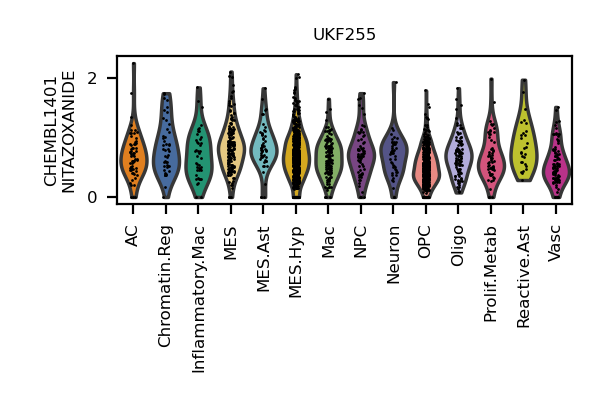 UKF255
CHEMBL1401
NITAZOXANIDE
2
0
AC
Chromatin.Reg
Inflammatory.Mac
MES
MES.Ast
MES.Hyp
Mac
NPC
Neuron
OPC
Oligo
Prolif.Metab
Reactive.Ast
Vasc